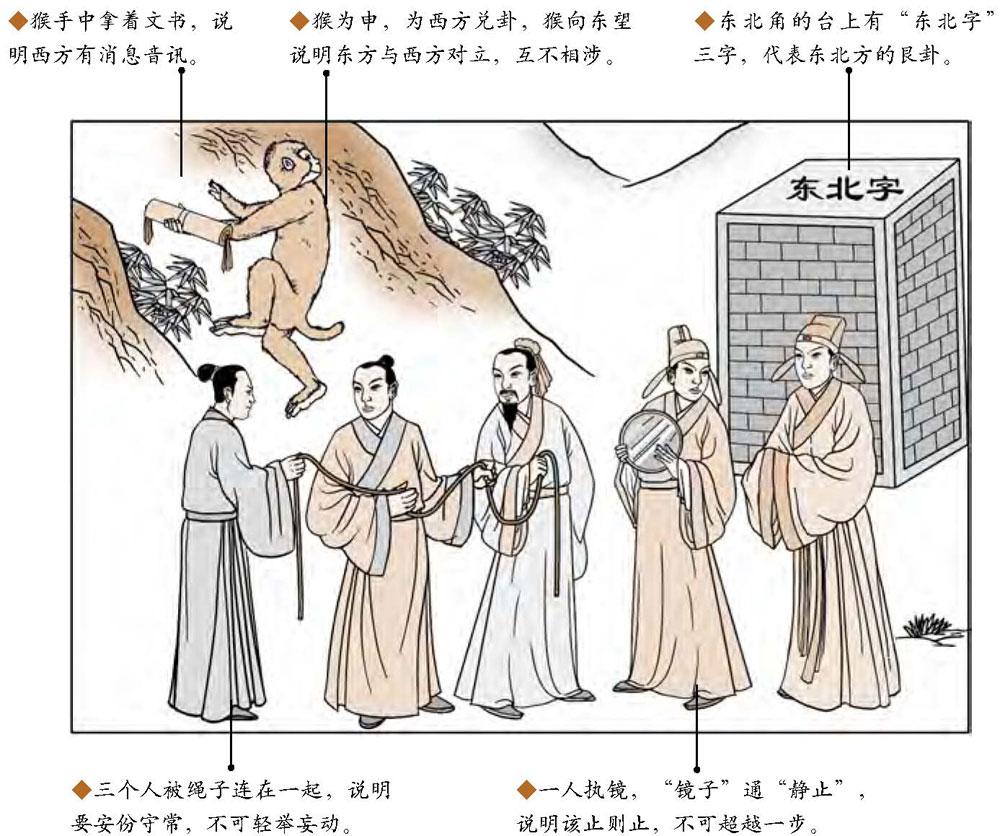 ◆猴手中拿着文书，说
明西方有消息音讯。
◆猴为申，为西方兑卦，猴向东望
说明东方与西方对立，互不相涉。
◆东北角的台上有“东北字”
三字，代表东北方的艮卦。
东北字
◆三个人被绳子连在一起，说明
要安份守常，不可轻举妄动。
◆一人执镜，“镜子”通“静止”，
说明该止则止，不可超越一步。